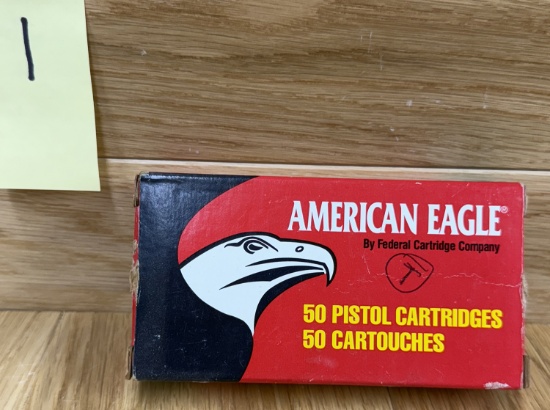 1
AMERICAN EAGLE®
By Federal Cartridge Company
50 PISTOL CARTRIDGES
50 CARTOUCHES